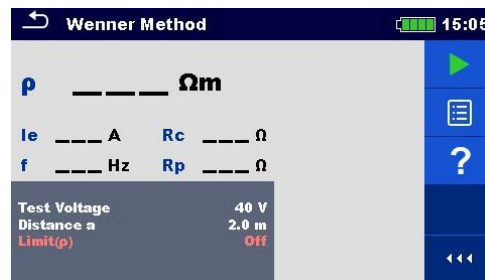 Wenner Method 15:05
ρ ___ Ωm
Ie ___ A Rc ___ Ω
f ___ Hz Rp ___ Ω
Test Voltage 40 V
Distance a 2.0 m
Limit(ρ) Off
?